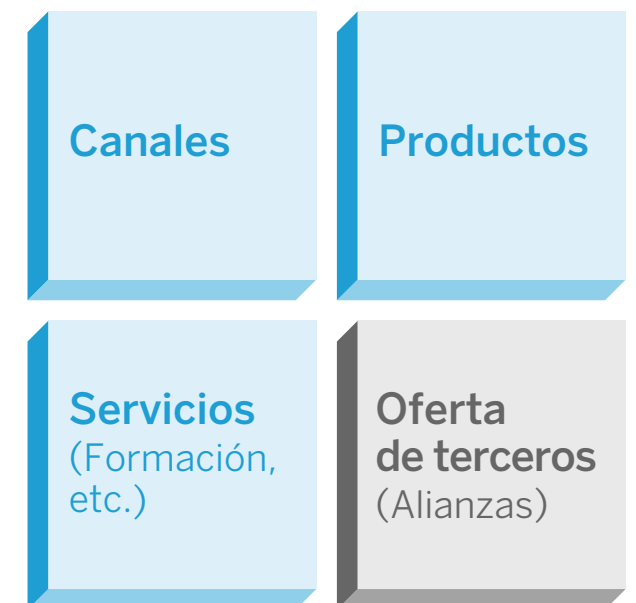 Canales
Productos
Servicios
(Formación,
etc.)
Oferta
de terceros
(Alianzas)